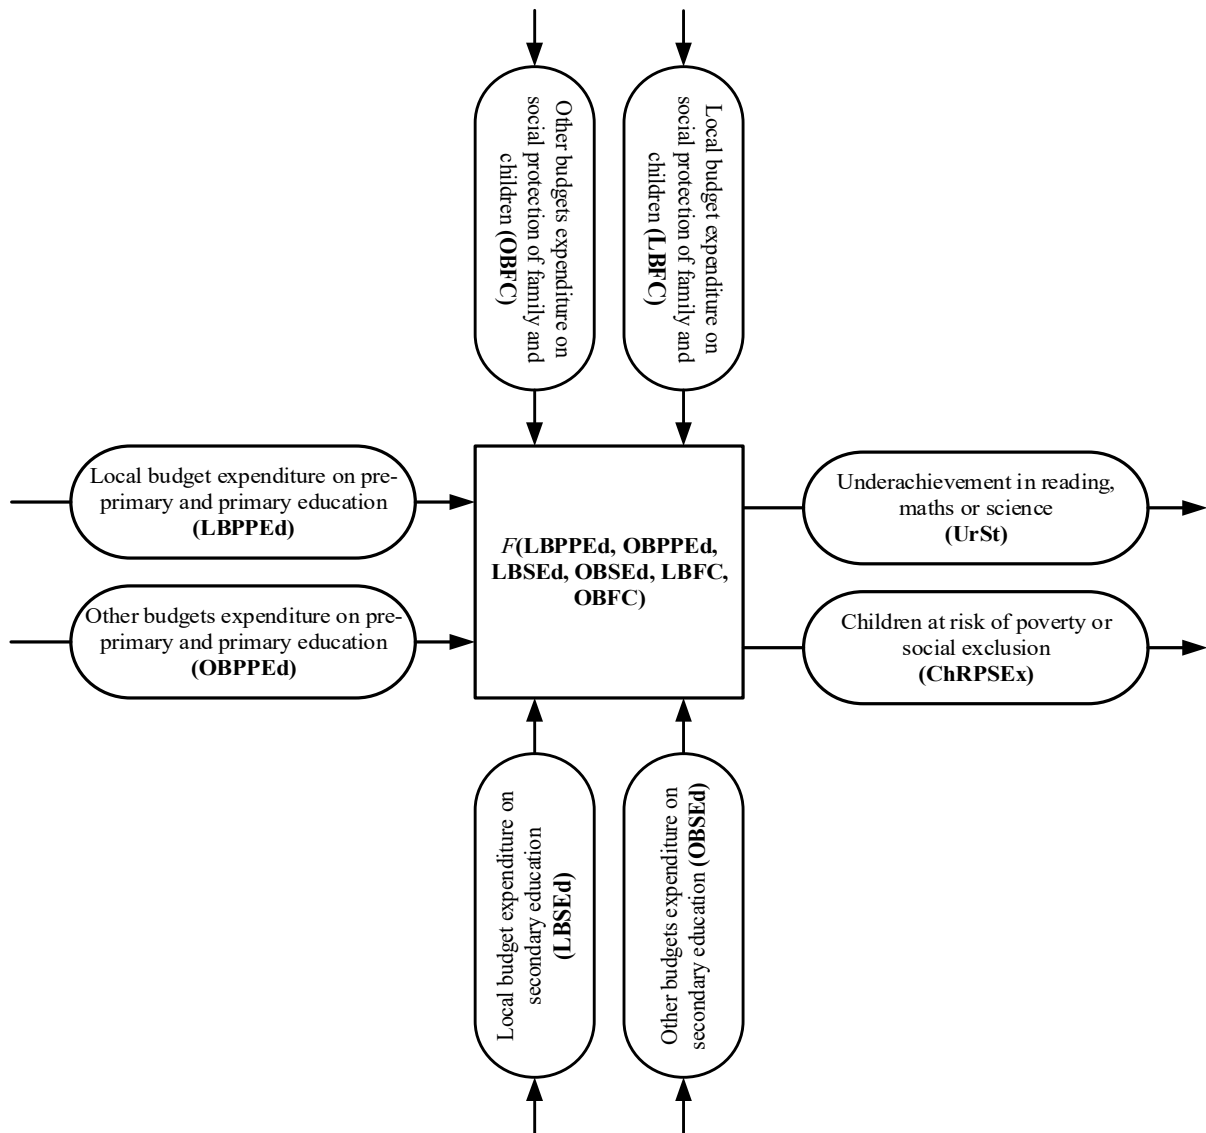 Other budgets expenditure on
social protection of family and
children (OBFC)
Local budget expenditure on
social protection of family and
children (LBFC)
Local budget expenditure on pre-
primary and primary education
(LBPPEd)
Other budgets expenditure on pre-
primary and primary education
(OBPPEd)
F(LBPPEd, OBPPEd,
LBSEd, OBSEd, LBFC,
OBFC)
Underachievement in reading,
maths or science
(UrSt)
Children at risk of poverty or
social exclusion
(ChRPSEx)
Local budget expenditure on
secondary education
(LBSEd)
Other budgets expenditure on
secondary education (OBSEd)